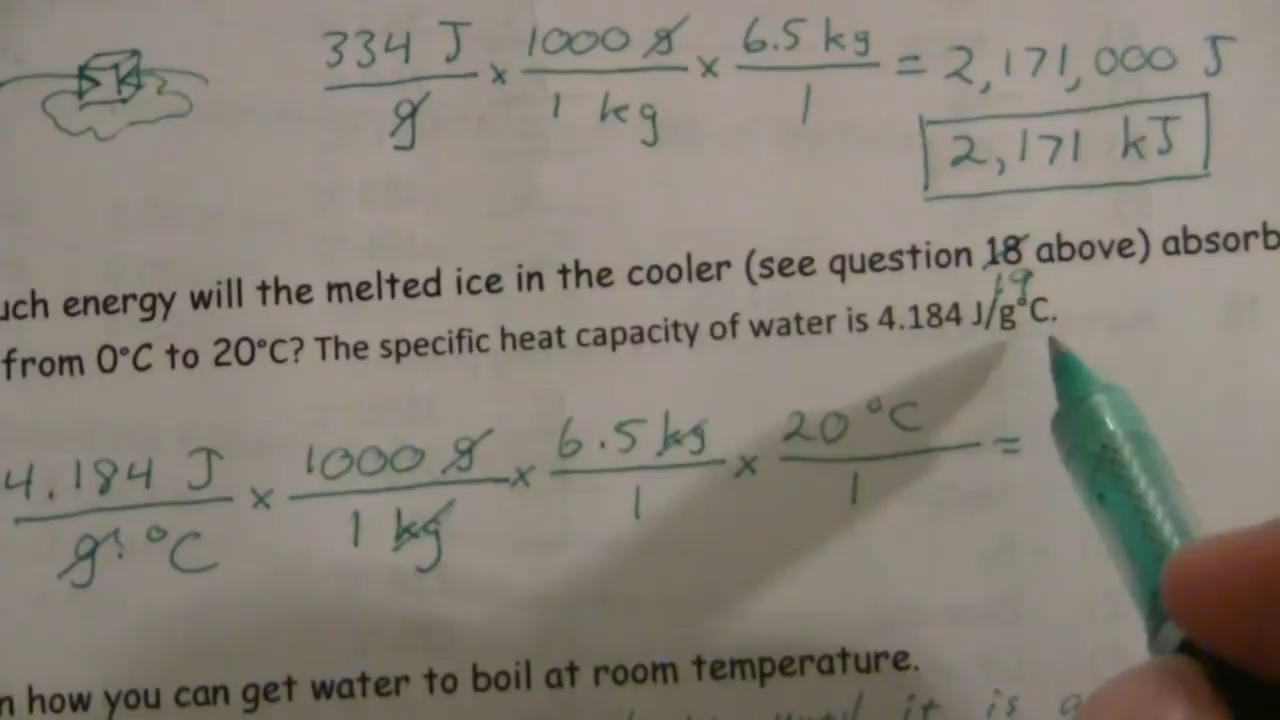 334 J / g × 1000 g / 1 kg × 6.5 kg / 1 = 2,171,000 J
2,171 kJ
uch energy will the melted ice in the cooler (see question 18 above) absorb
19
from 0°C to 20°C? The specific heat capacity of water is 4.184 J/g°C.
4.184 J / g·°C × 1000 g / 1 kg × 6.5 kg / 1 × 20 °C / 1 =
n how you can get water to boil at room temperature.
until it is